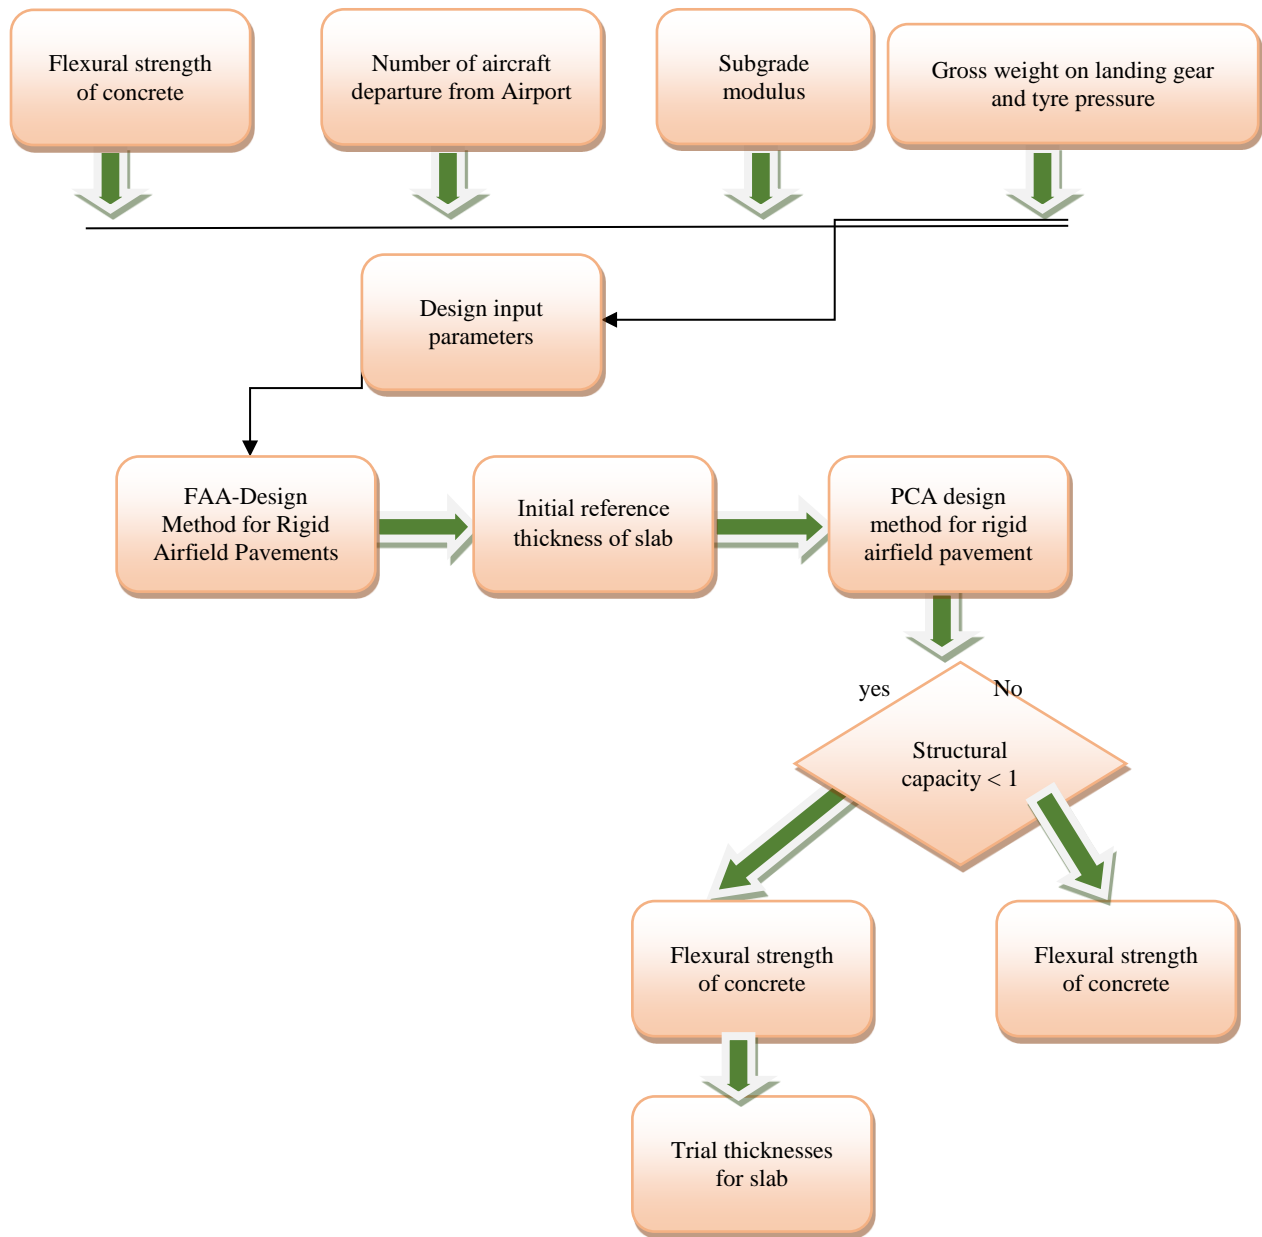 Flexural strength
of concrete
Number of aircraft
departure from Airport
Subgrade
modulus
Gross weight on landing gear
and tyre pressure
Design input
parameters
FAA-Design
Method for Rigid
Airfield Pavements
Initial reference
thickness of slab
PCA design
method for rigid
airfield pavement
yes
No
Structural
capacity < 1
Flexural strength
of concrete
Flexural strength
of concrete
Trial thicknesses
for slab